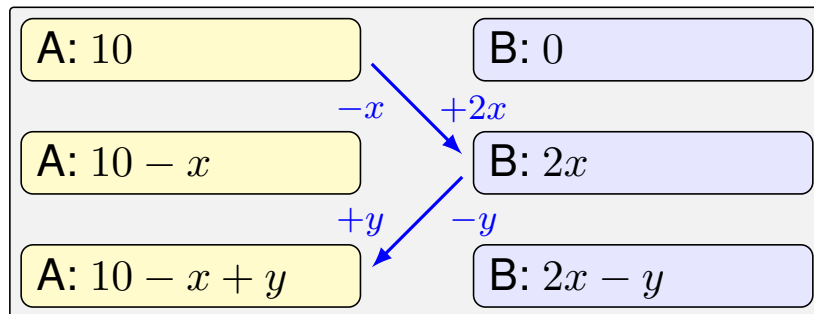 A: 10 B: 0
−x +2x
A: 10 − x B: 2x
+y −y
A: 10 − x + y B: 2x − y